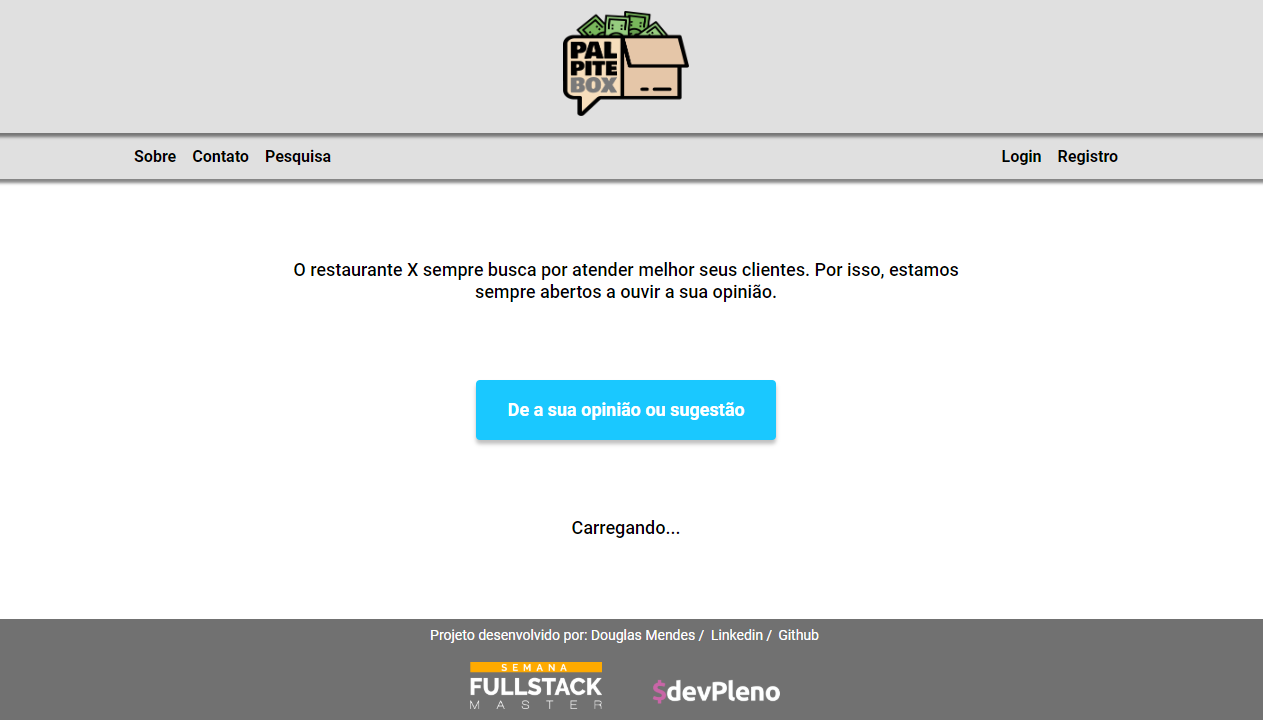 PAL
PITE
BOX
Sobre Contato Pesquisa Login Registro
O restaurante X sempre busca por atender melhor seus clientes. Por isso, estamos
sempre abertos a ouvir a sua opinião.
De a sua opinião ou sugestão
Carregando...
Projeto desenvolvido por: Douglas Mendes / Linkedin / Github
SEMANA
FULLSTACK
MASTER
$devPleno